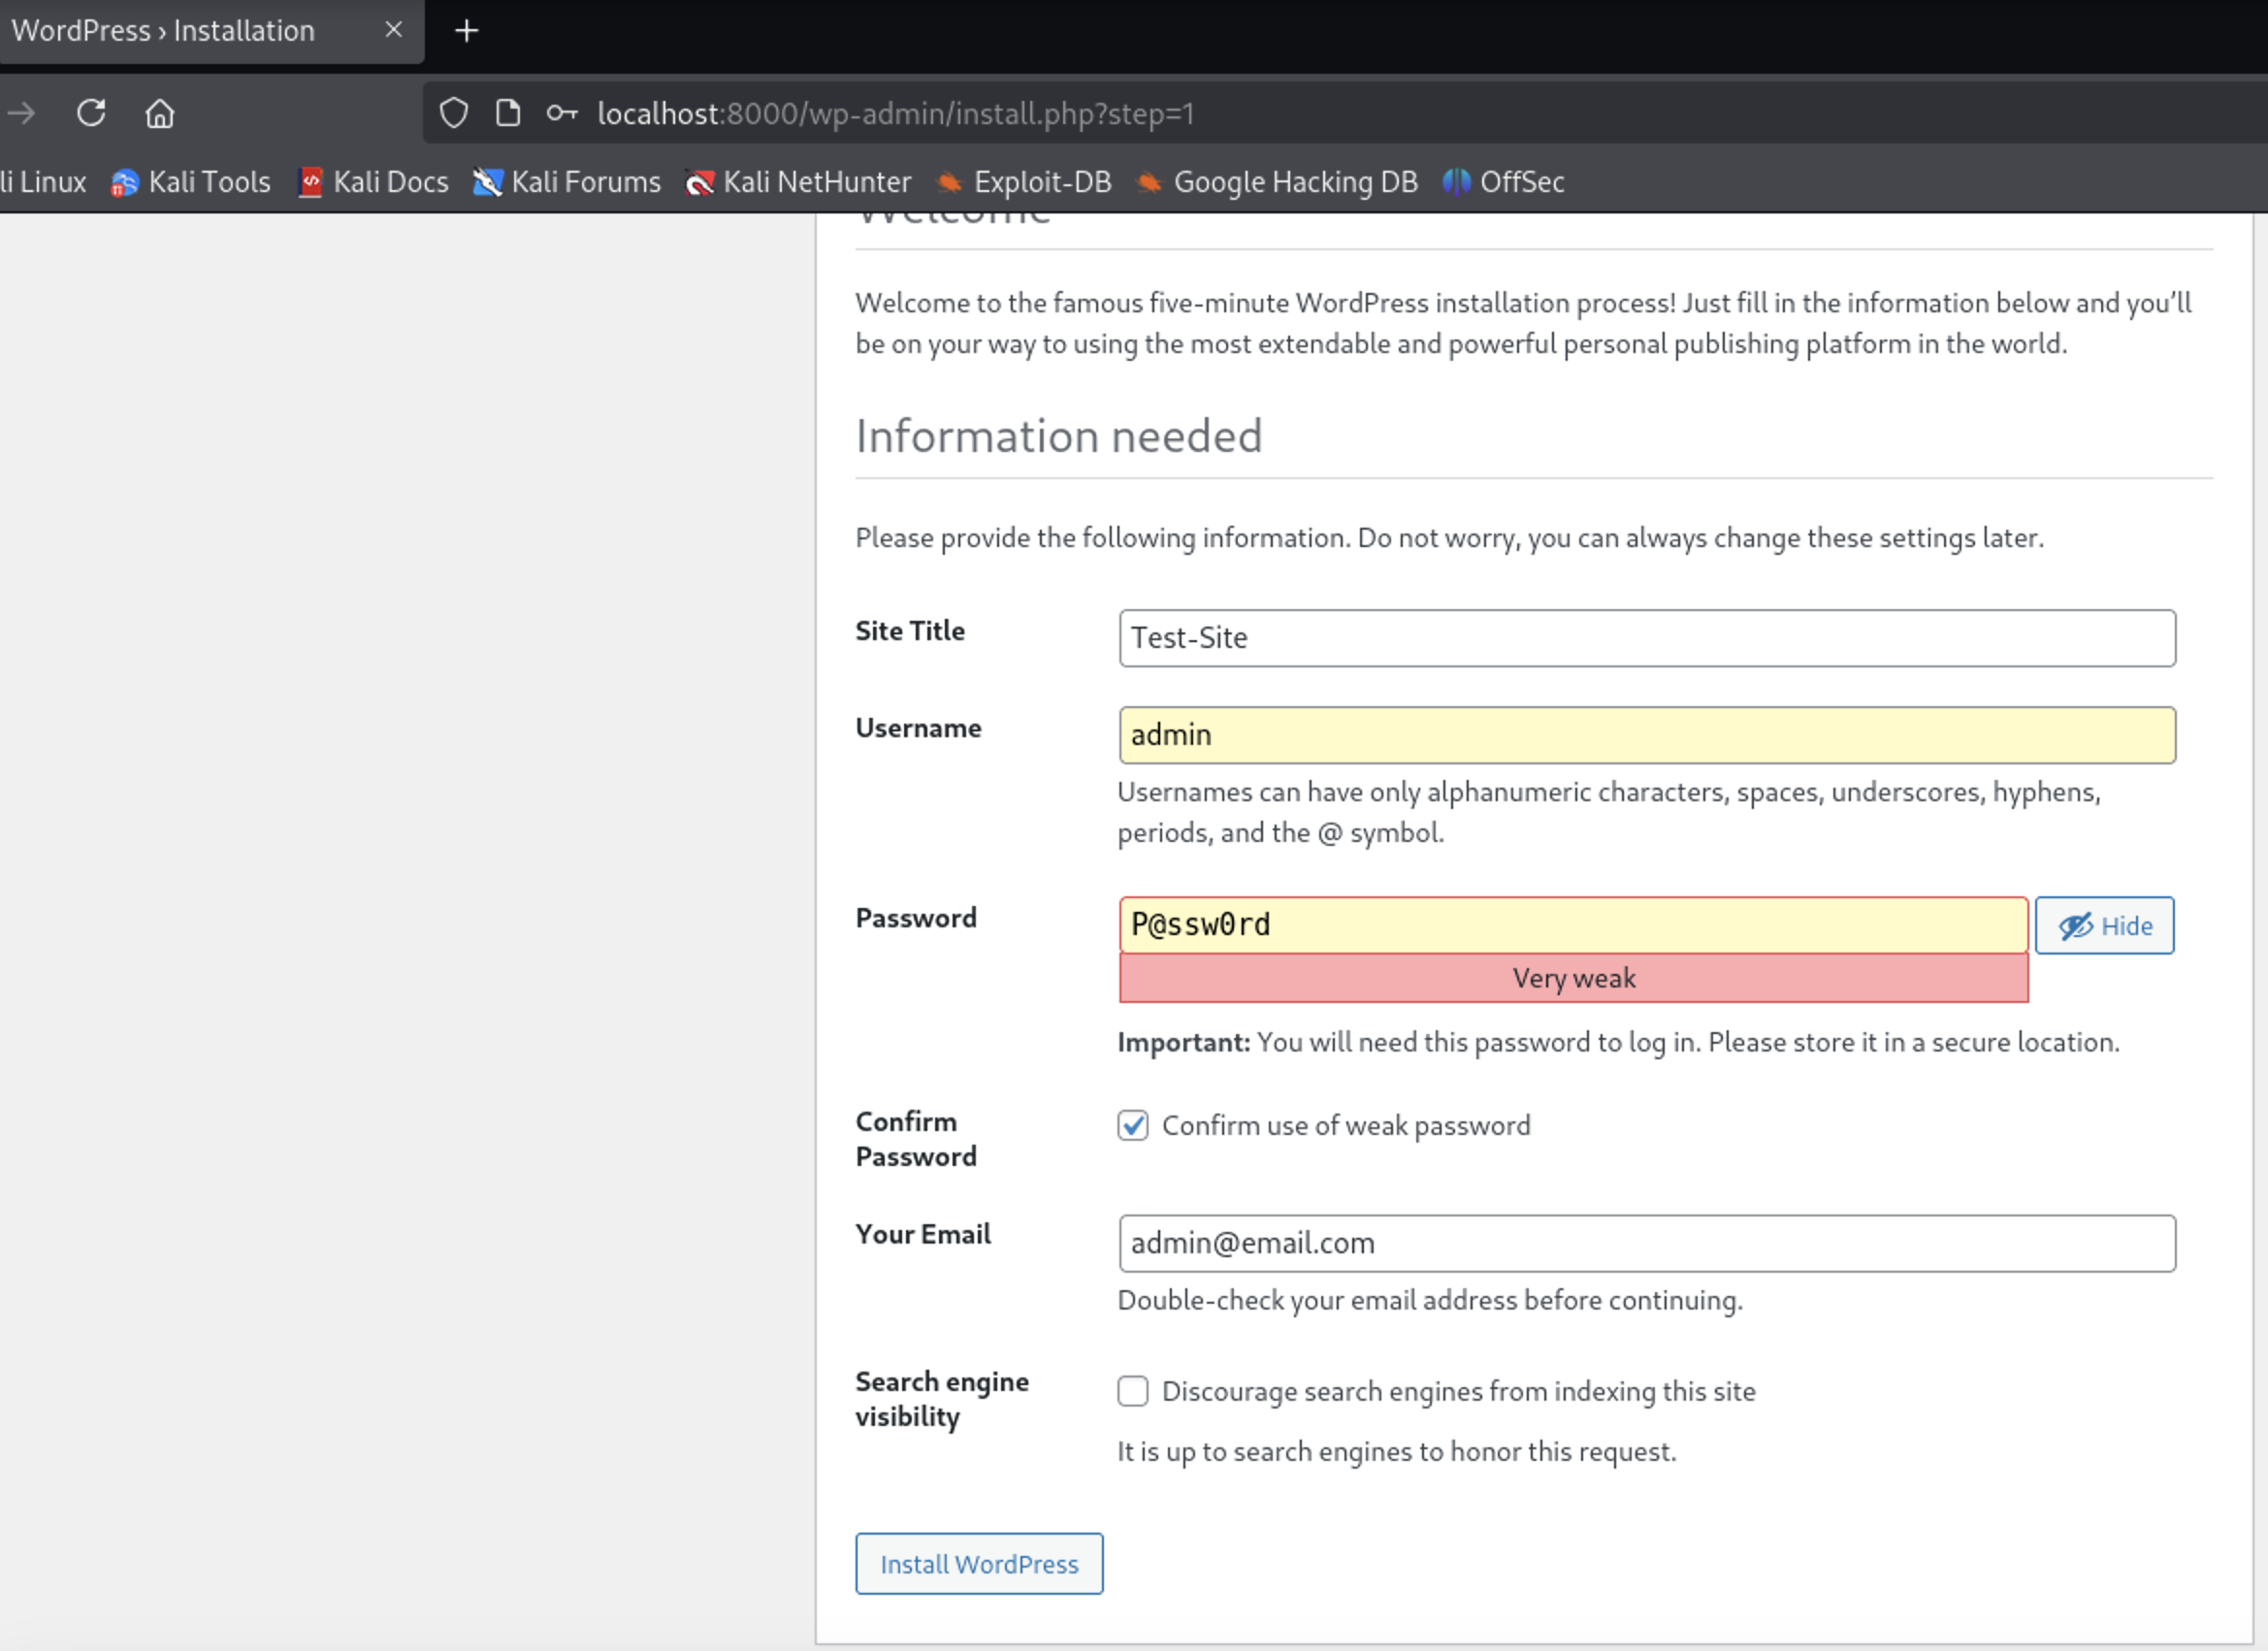 WordPress › Installation
localhost:8000/wp-admin/install.php?step=1
li Linux Kali Tools Kali Docs Kali Forums Kali NetHunter Exploit-DB Google Hacking DB OffSec
Welcome
Welcome to the famous five-minute WordPress installation process! Just fill in the information below and you’ll
be on your way to using the most extendable and powerful personal publishing platform in the world.
Information needed
Please provide the following information. Do not worry, you can always change these settings later.
Site Title Test-Site
Username admin
Usernames can have only alphanumeric characters, spaces, underscores, hyphens,
periods, and the @ symbol.
Password P@ssw0rd Hide
Very weak
Important: You will need this password to log in. Please store it in a secure location.
Confirm
Password
Confirm use of weak password
Your Email admin@email.com
Double-check your email address before continuing.
Search engine
visibility
Discourage search engines from indexing this site
It is up to search engines to honor this request.
Install WordPress